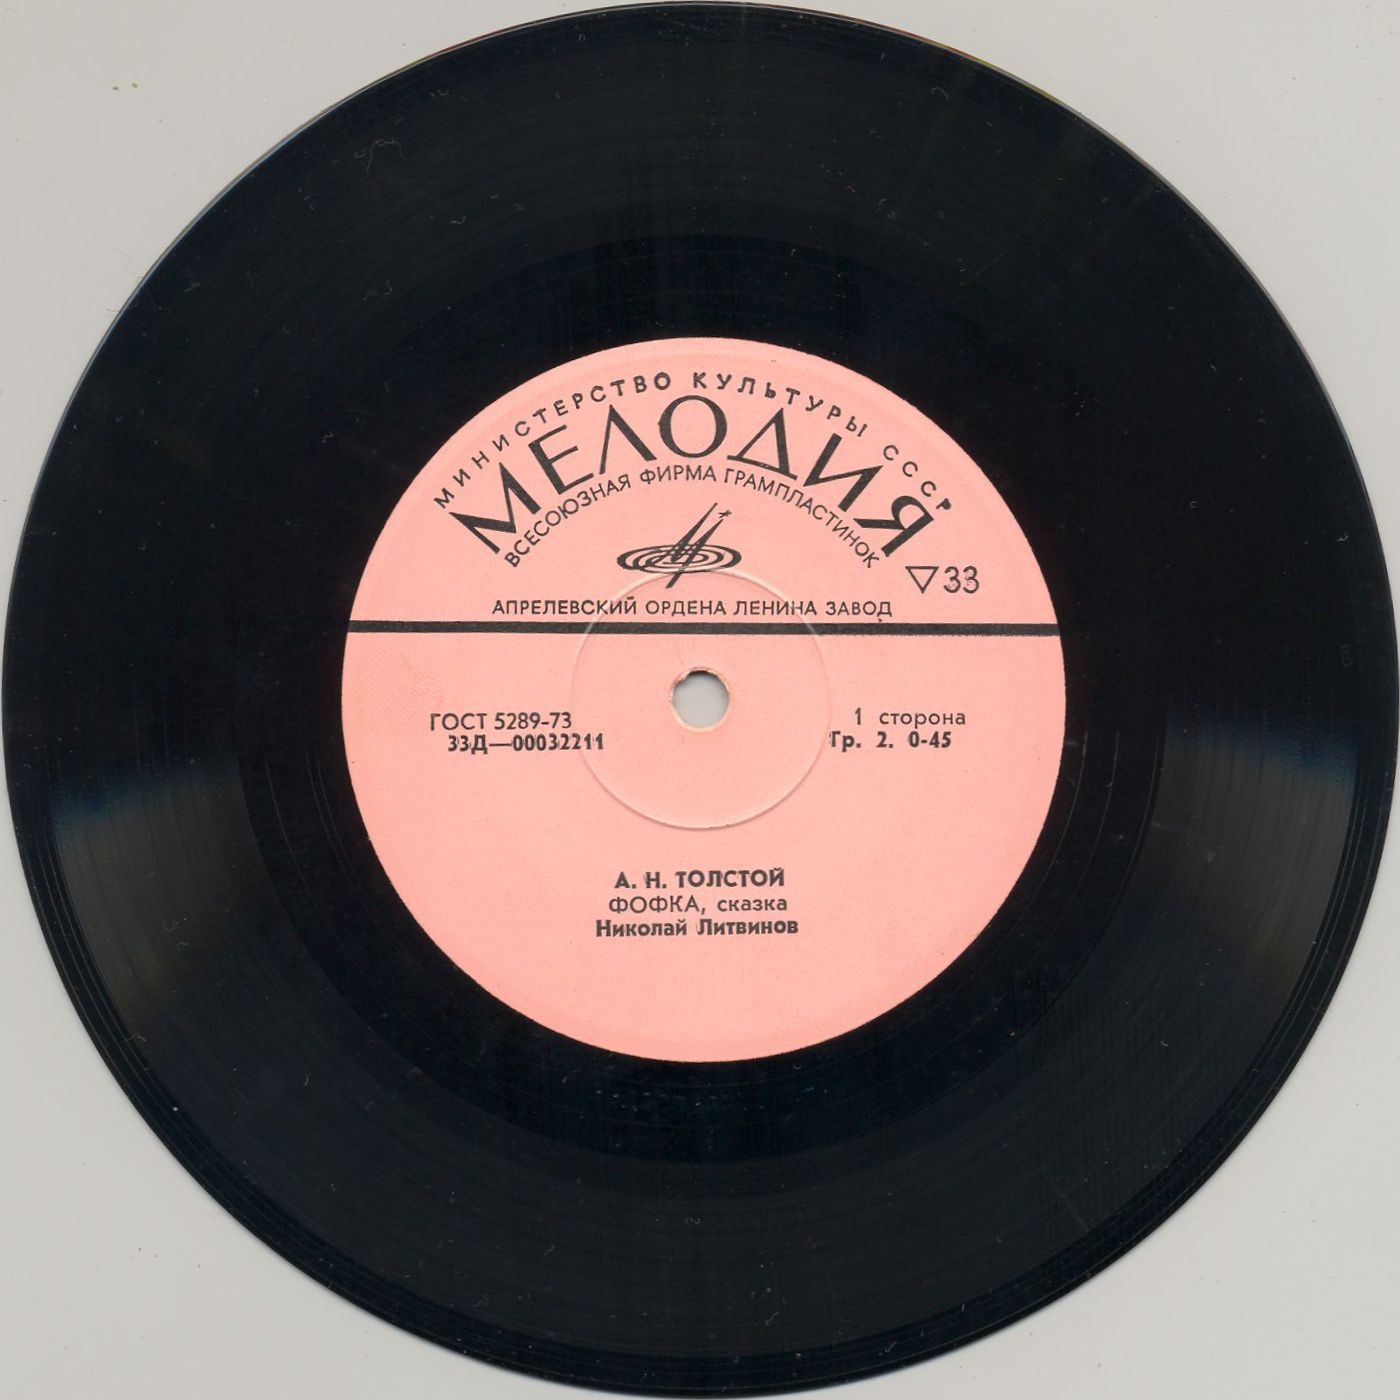 МИНИСТЕРСТВО КУЛЬТУРЫ СССР
МЕЛОДИЯ
ВСЕСОЮЗНАЯ ФИРМА ГРАМПЛАСТИНОК
▽33
АПРЕЛЕВСКИЙ ОРДЕНА ЛЕНИНА ЗАВОД
ГОСТ 5289-73
33Д—00032211
1 сторона
Гр. 2. 0-45
А. Н. ТОЛСТОЙ
ФОФКА, сказка
Николай Литвинов